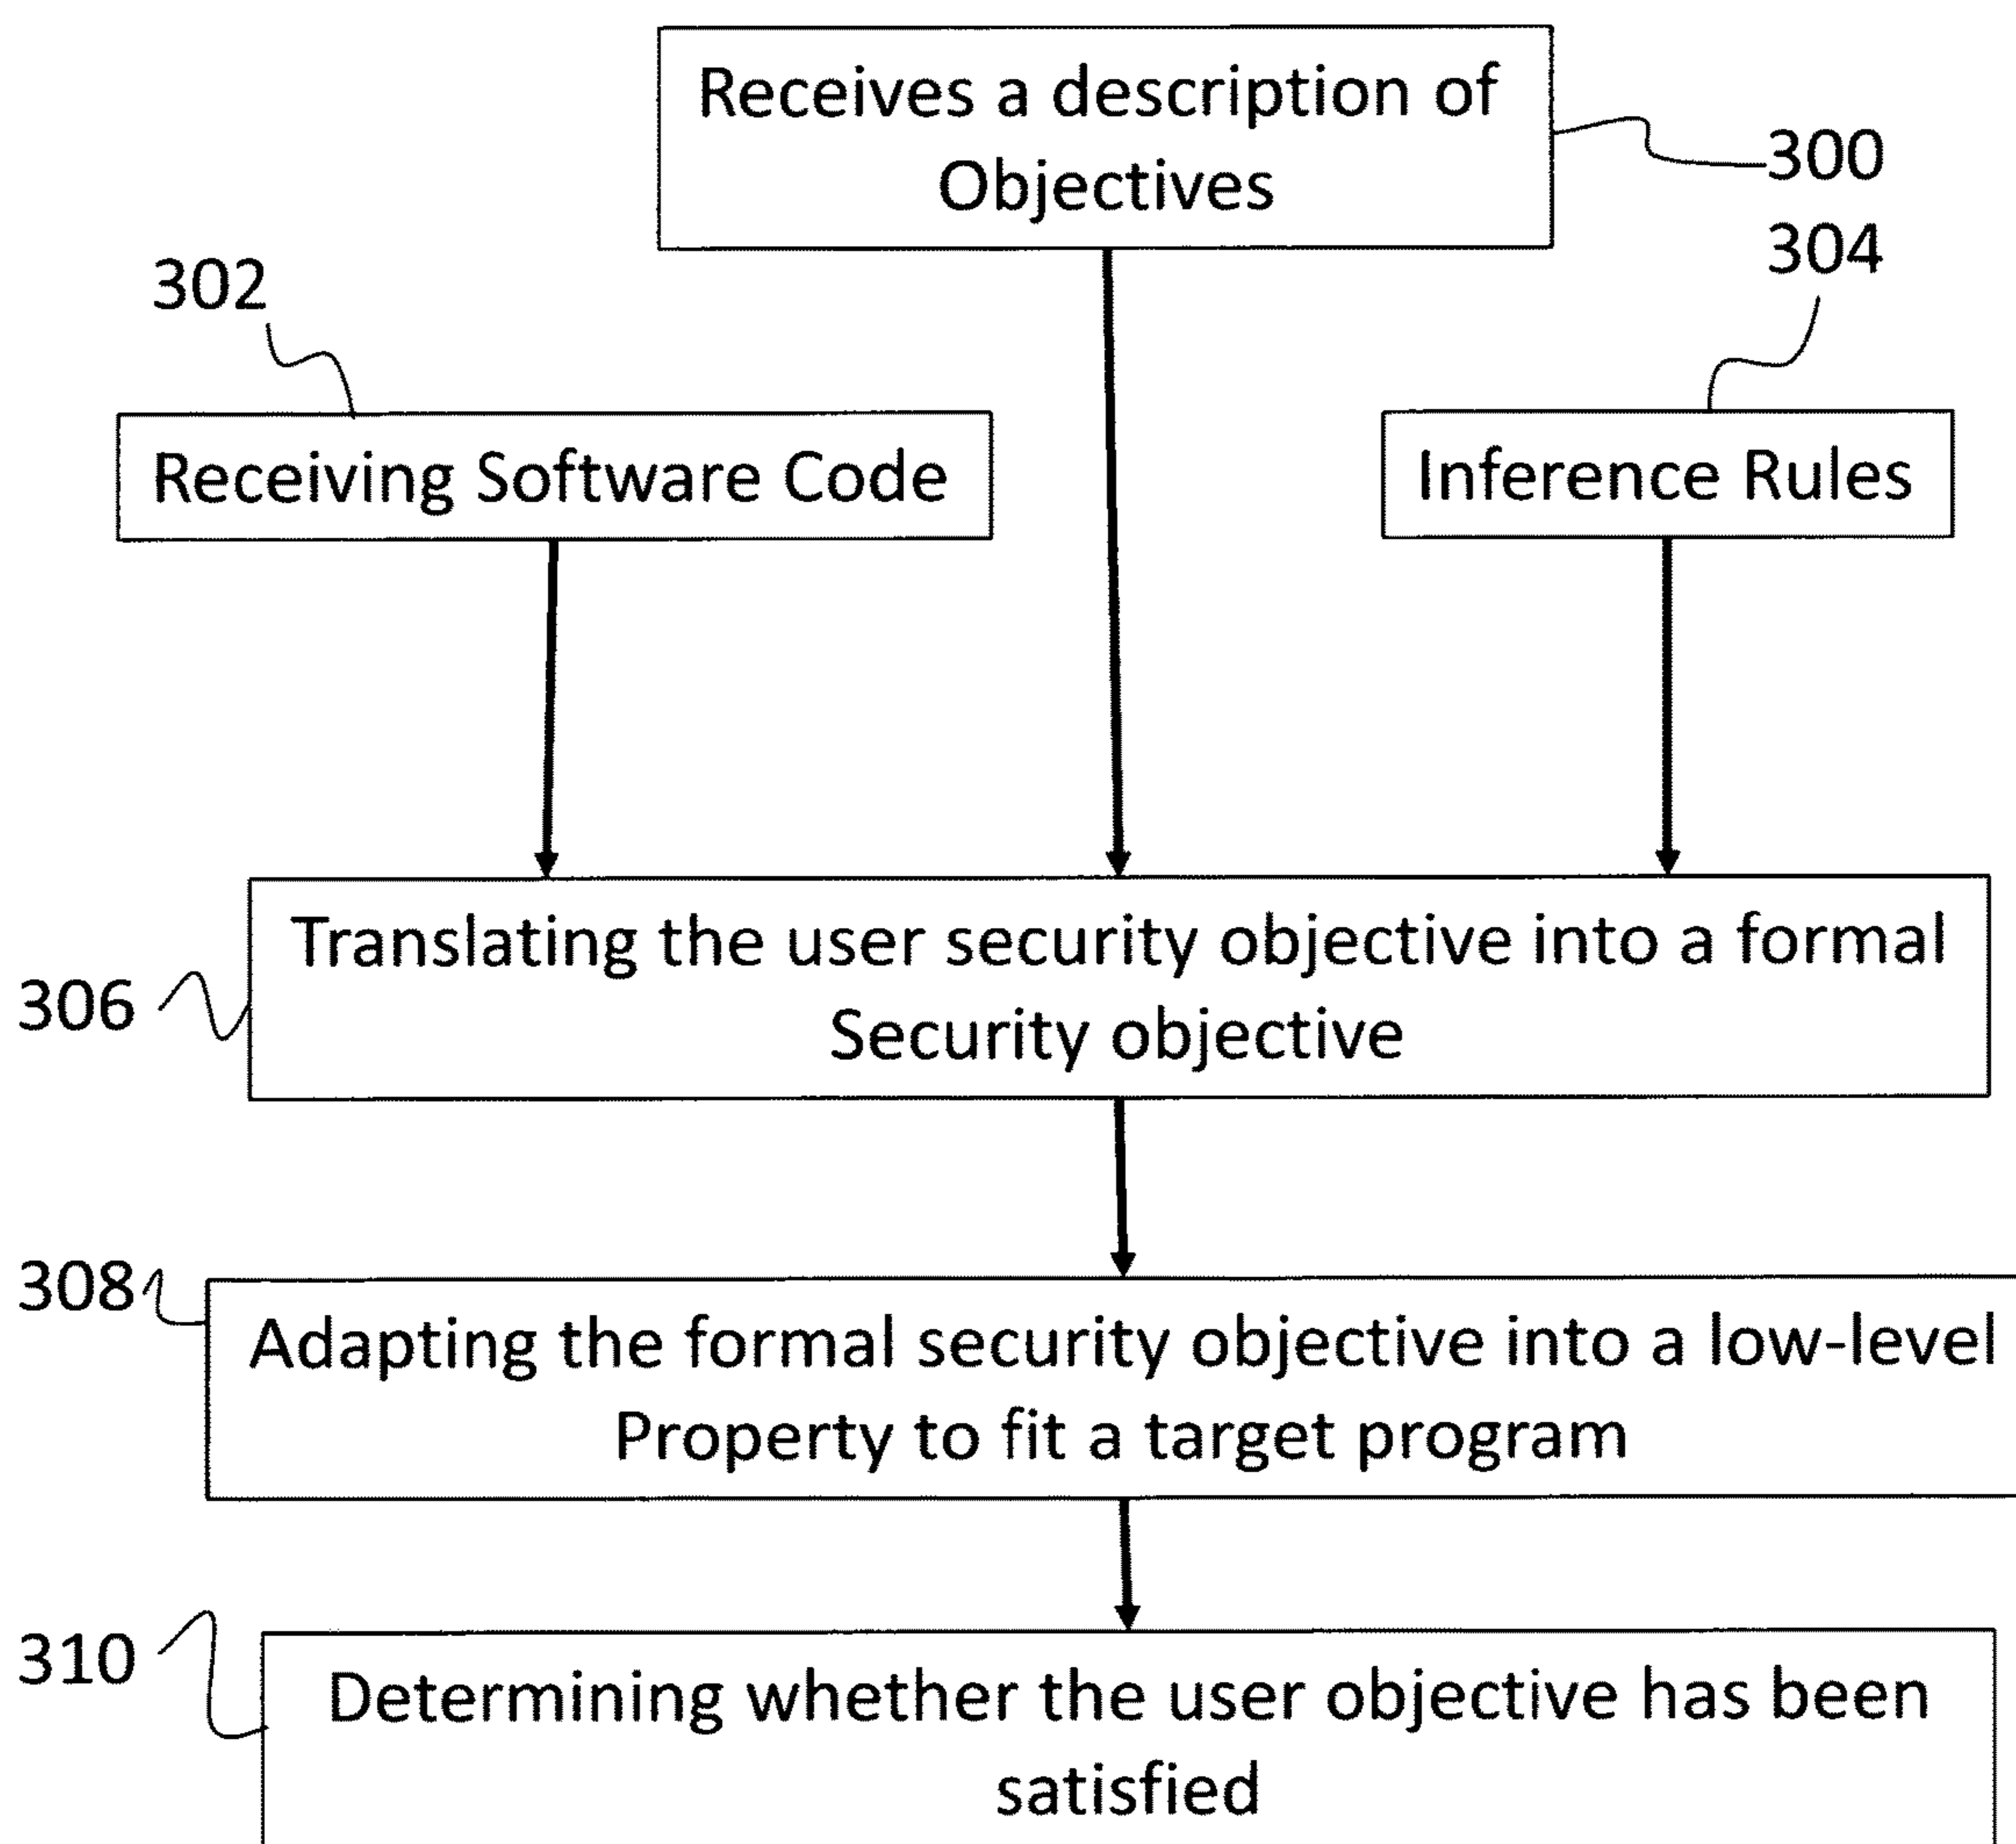 Receives a description of
Objectives
300
304
302
Receiving Software Code
Inference Rules
Translating the user security objective into a formal
Security objective
306
308
Adapting the formal security objective into a low-level
Property to fit a target program
310
Determining whether the user objective has been
satisfied